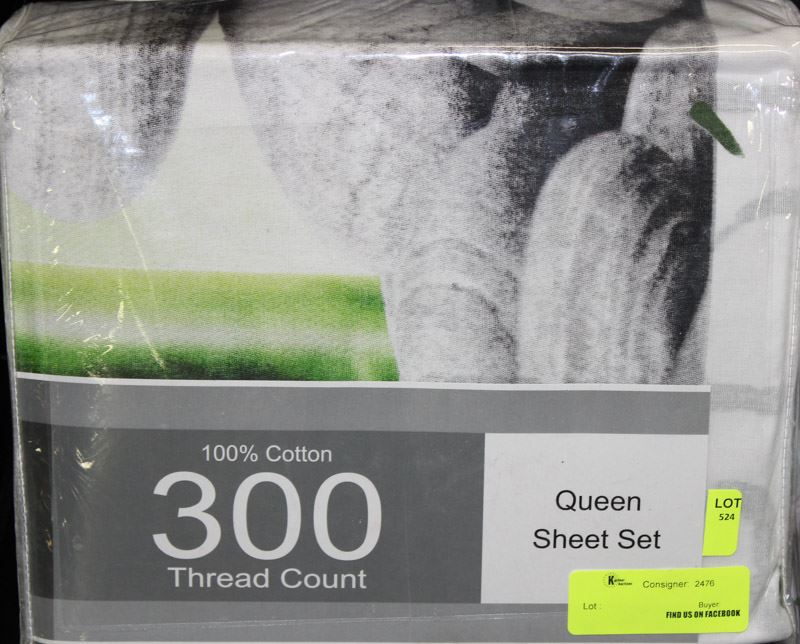 100% Cotton
300
Thread Count
Queen
Sheet Set
LOT
524
Consigner: 2476
Lot :
Buyer
FIND US ON FACEBOOK